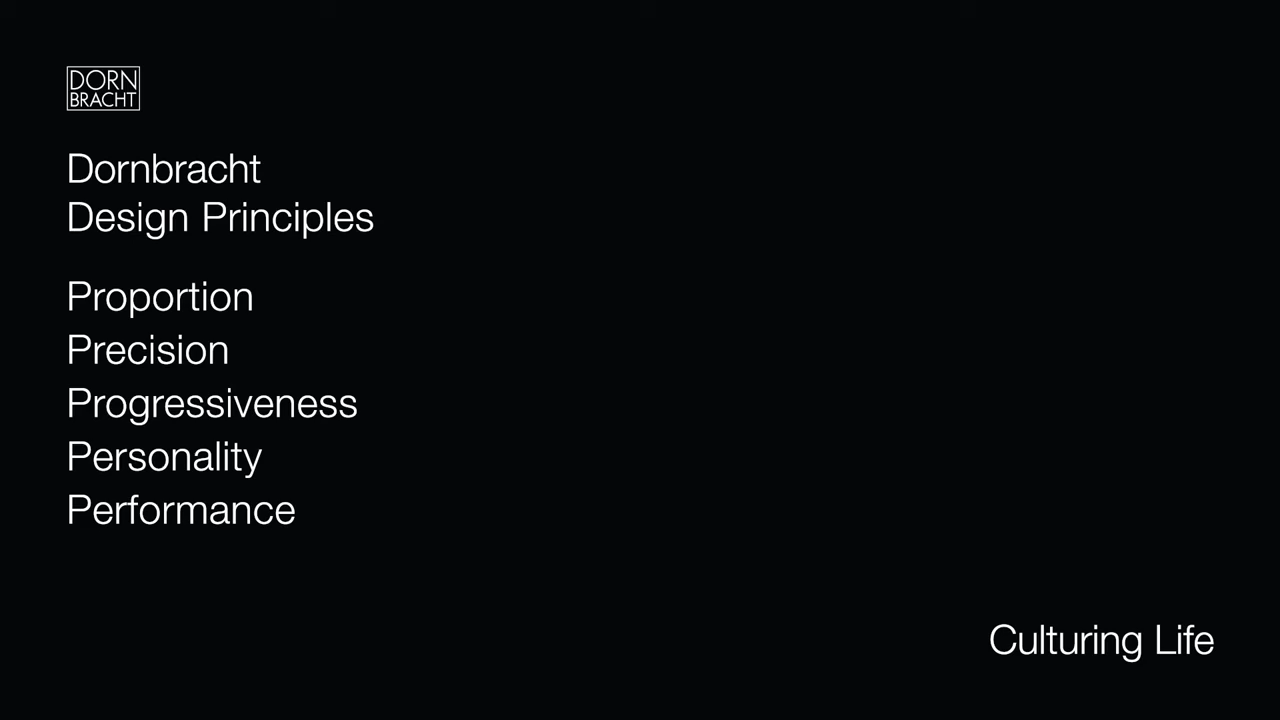 DORN
BRACHT
Dornbracht
Design Principles
Proportion
Precision
Progressiveness
Personality
Performance
Culturing Life